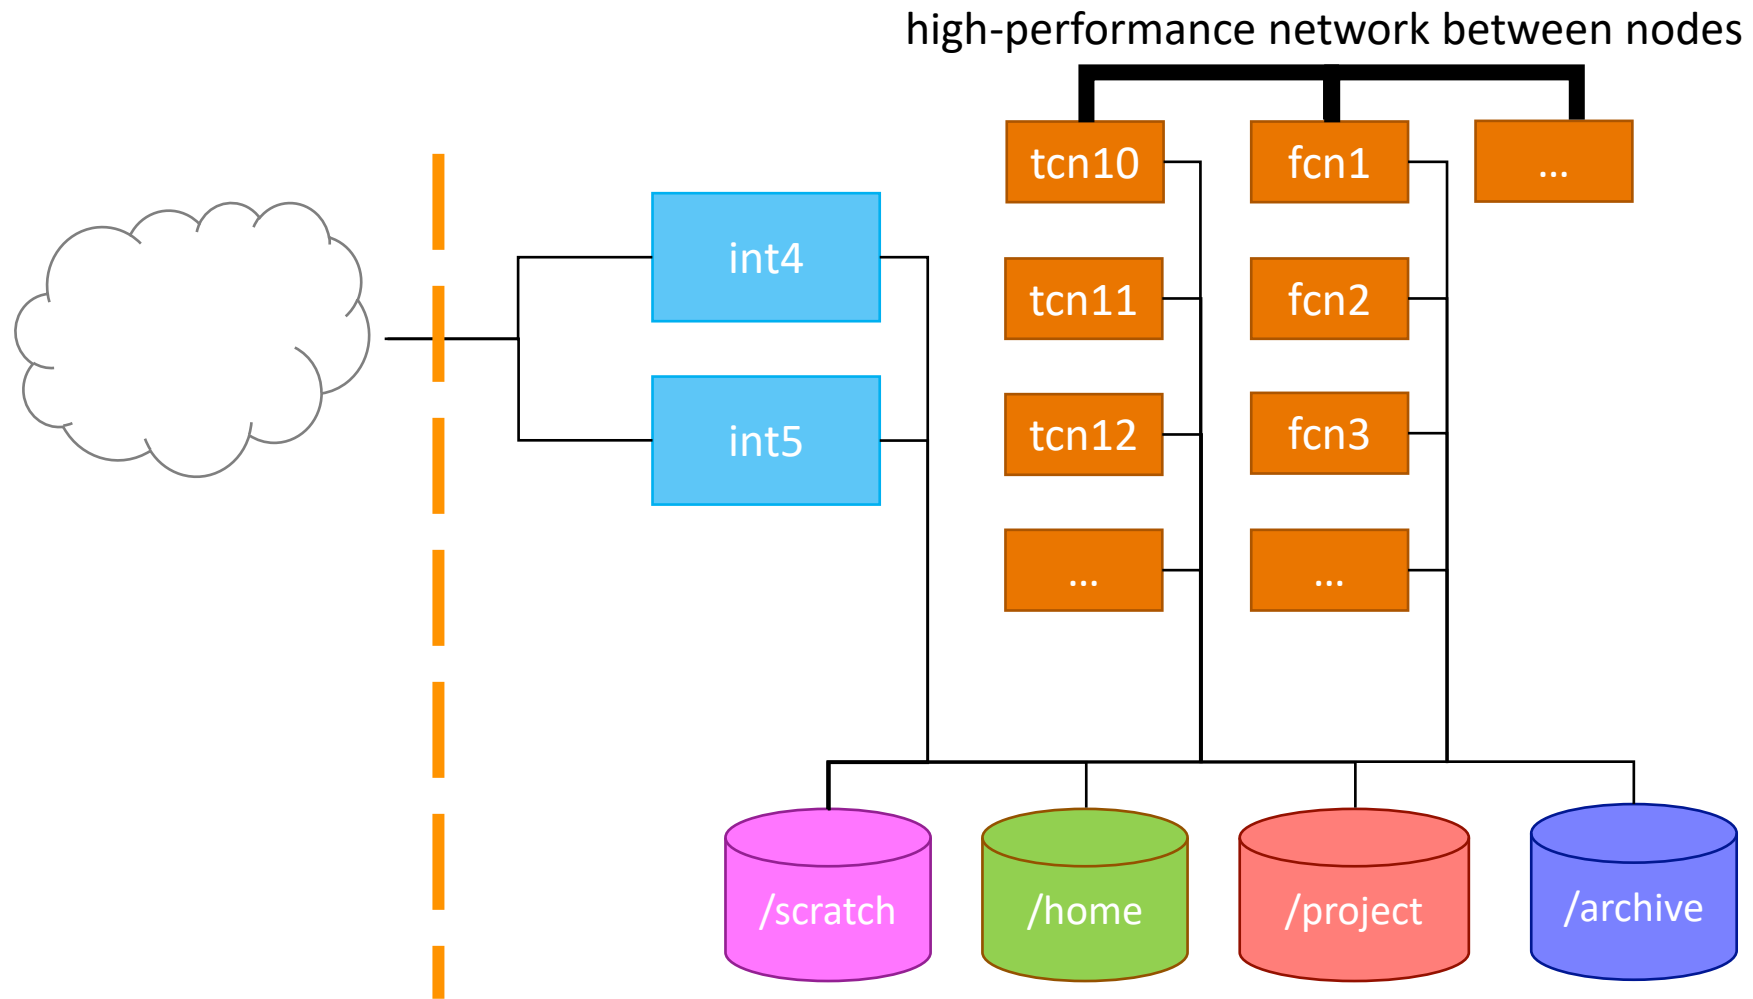 high-performance network between nodes
tcn10
fcn1
...
int4
tcn11
fcn2
int5
tcn12
fcn3
...
...
/scratch
/home
/project
/archive